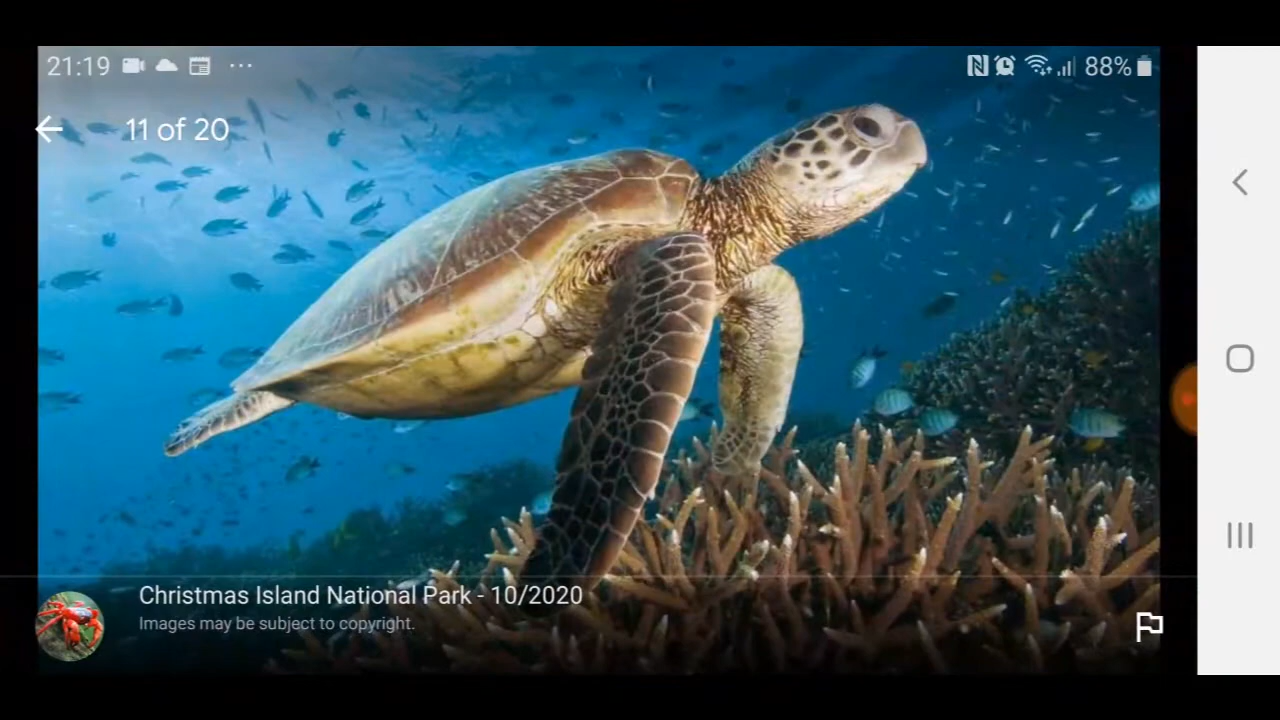 21:19 ... 88%
11 of 20
Christmas Island National Park - 10/2020
Images may be subject to copyright.